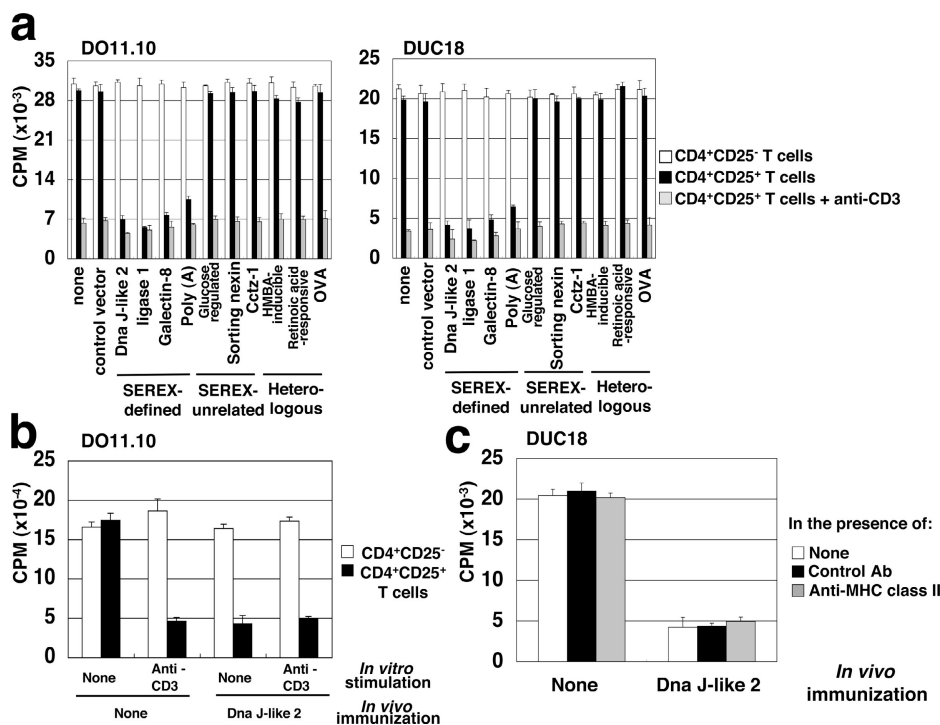 a
DO11.10
CPM (x10⁻³)
35
28
21
14
7
0
none
control vector
Dna J-like 2
ligase 1
Galectin-8
Poly (A)
Glucose
regulated
Sorting nexin
Cctz-1
HMBA-
inducible
Retinoic acid
-responsive
OVA
SEREX-
defined
SEREX-
unrelated
Hetero-
logous
DUC18
25
20
15
10
5
0
none
control vector
Dna J-like 2
ligase 1
Galectin-8
Poly (A)
Glucose
regulated
Sorting nexin
Cctz-1
HMBA-
inducible
Retinoic acid
-responsive
OVA
SEREX-
defined
SEREX-
unrelated
Hetero-
logous
CD4⁺CD25⁻ T cells
CD4⁺CD25⁺ T cells
CD4⁺CD25⁺ T cells + anti-CD3
b
DO11.10
CPM (x10⁻⁴)
25
20
15
10
5
0
None
Anti -
CD3
None
Anti -
CD3
In vitro
stimulation
None
Dna J-like 2
In vivo
immunization
CD4⁺CD25⁻
CD4⁺CD25⁺
T cells
c
DUC18
CPM (x10⁻³)
25
20
15
10
5
0
None
Dna J-like 2
In vivo
immunization
In the presence of:
None
Control Ab
Anti-MHC class II